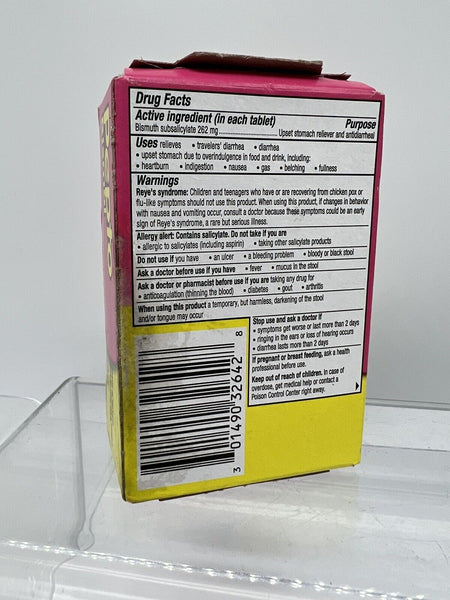 Drug Facts
Active ingredient (in each tablet) Purpose
Bismuth subsalicylate 262 mg Upset stomach reliever and antidiarrheal
Uses relieves • travelers' diarrhea • diarrhea
• upset stomach due to overindulgence in food and drink, including:
• heartburn • indigestion • nausea • gas • belching • fullness
Warnings
Reye's syndrome: Children and teenagers who have or are recovering from chicken pox or
flu-like symptoms should not use this product. When using this product, if changes in behavior
with nausea and vomiting occur, consult a doctor because these symptoms could be an early
sign of Reye's syndrome, a rare but serious illness.
Allergy alert: Contains salicylate. Do not take if you are
• allergic to salicylates (including aspirin) • taking other salicylate products
Do not use if you have • an ulcer • a bleeding problem • bloody or black stool
Ask a doctor before use if you have • fever • mucus in the stool
Ask a doctor or pharmacist before use if you are taking any drug for
• anticoagulation (thinning the blood) • diabetes • gout • arthritis
When using this product a temporary, but harmless, darkening of the stool
and/or tongue may occur
Stop use and ask a doctor if
• symptoms get worse or last more than 2 days
• ringing in the ears or loss of hearing occurs
• diarrhea lasts more than 2 days
If pregnant or breast feeding, ask a health
professional before use.
Keep out of reach of children. In case of
overdose, get medical help or contact a
Poison Control Center right away.
3 01490 32642 8